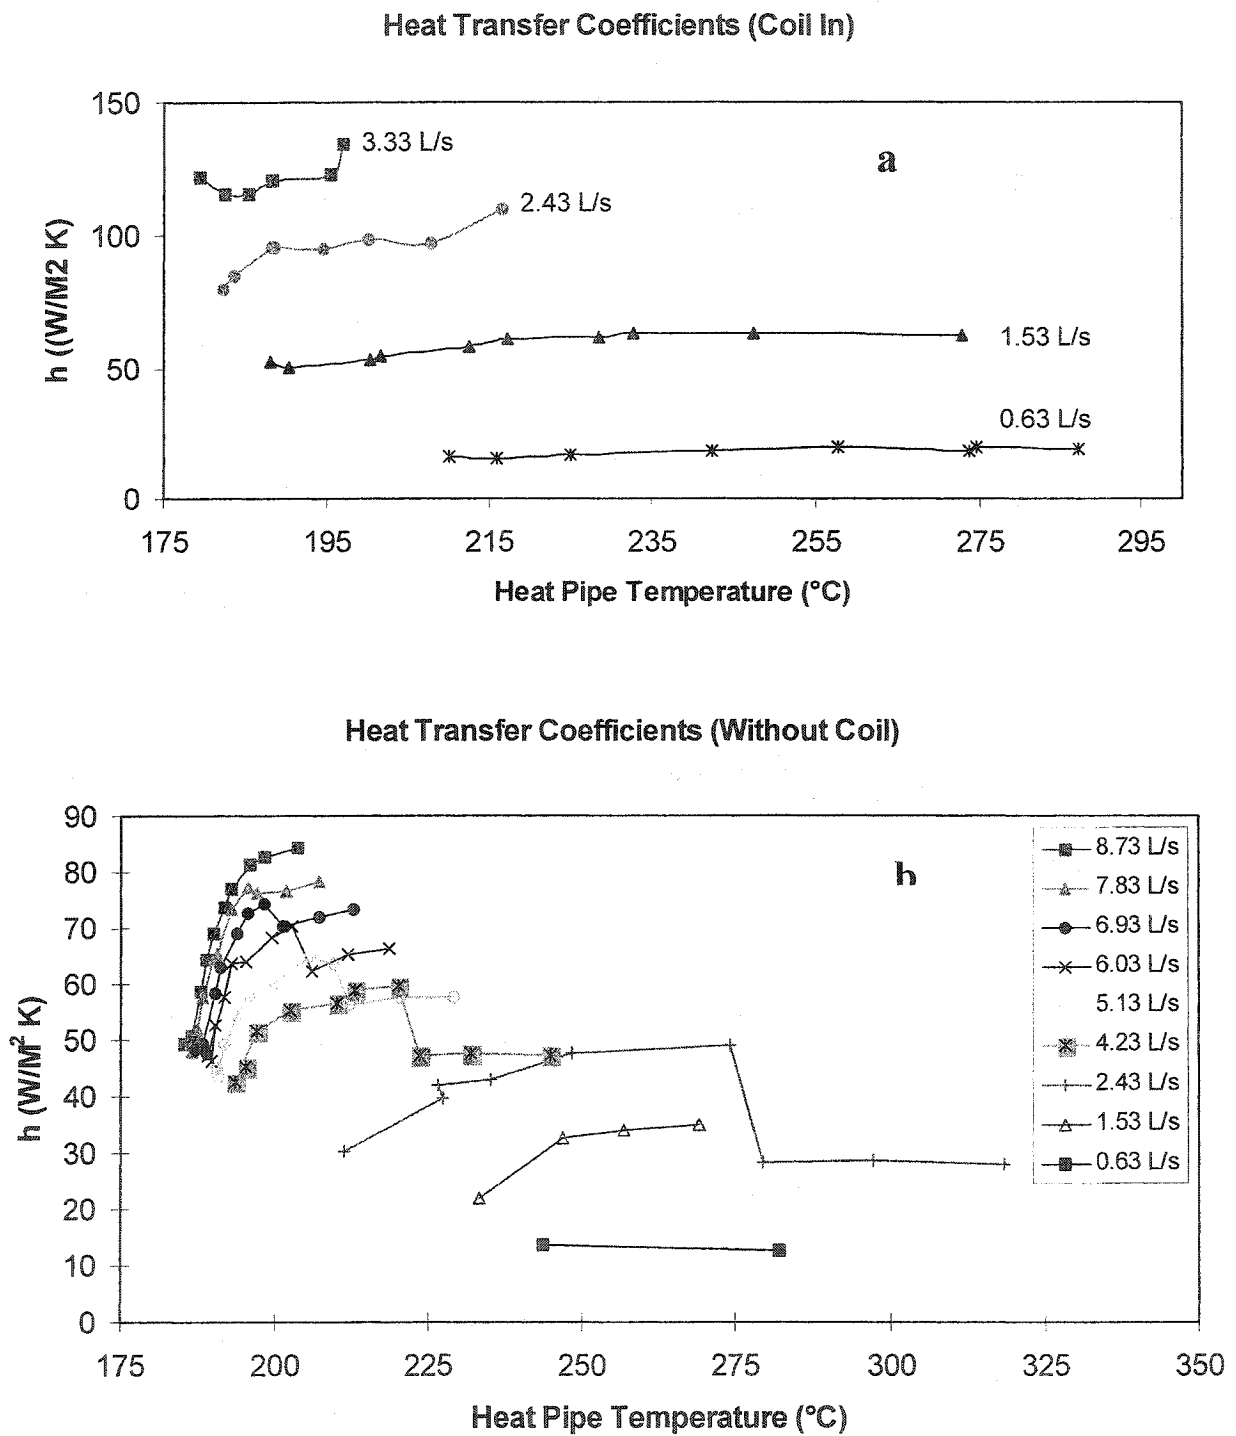 Heat Transfer Coefficients (Coil In)
150
100
50
0
h ((W/M2 K)
3.33 L/s
2.43 L/s
1.53 L/s
0.63 L/s
a
175 195 215 235 255 275 295
Heat Pipe Temperature (°C)
Heat Transfer Coefficients (Without Coil)
90
80
70
60
50
40
30
20
10
0
h (W/M² K)
b
8.73 L/s
7.83 L/s
6.93 L/s
6.03 L/s
5.13 L/s
4.23 L/s
2.43 L/s
1.53 L/s
0.63 L/s
175 200 225 250 275 300 325 350
Heat Pipe Temperature (°C)